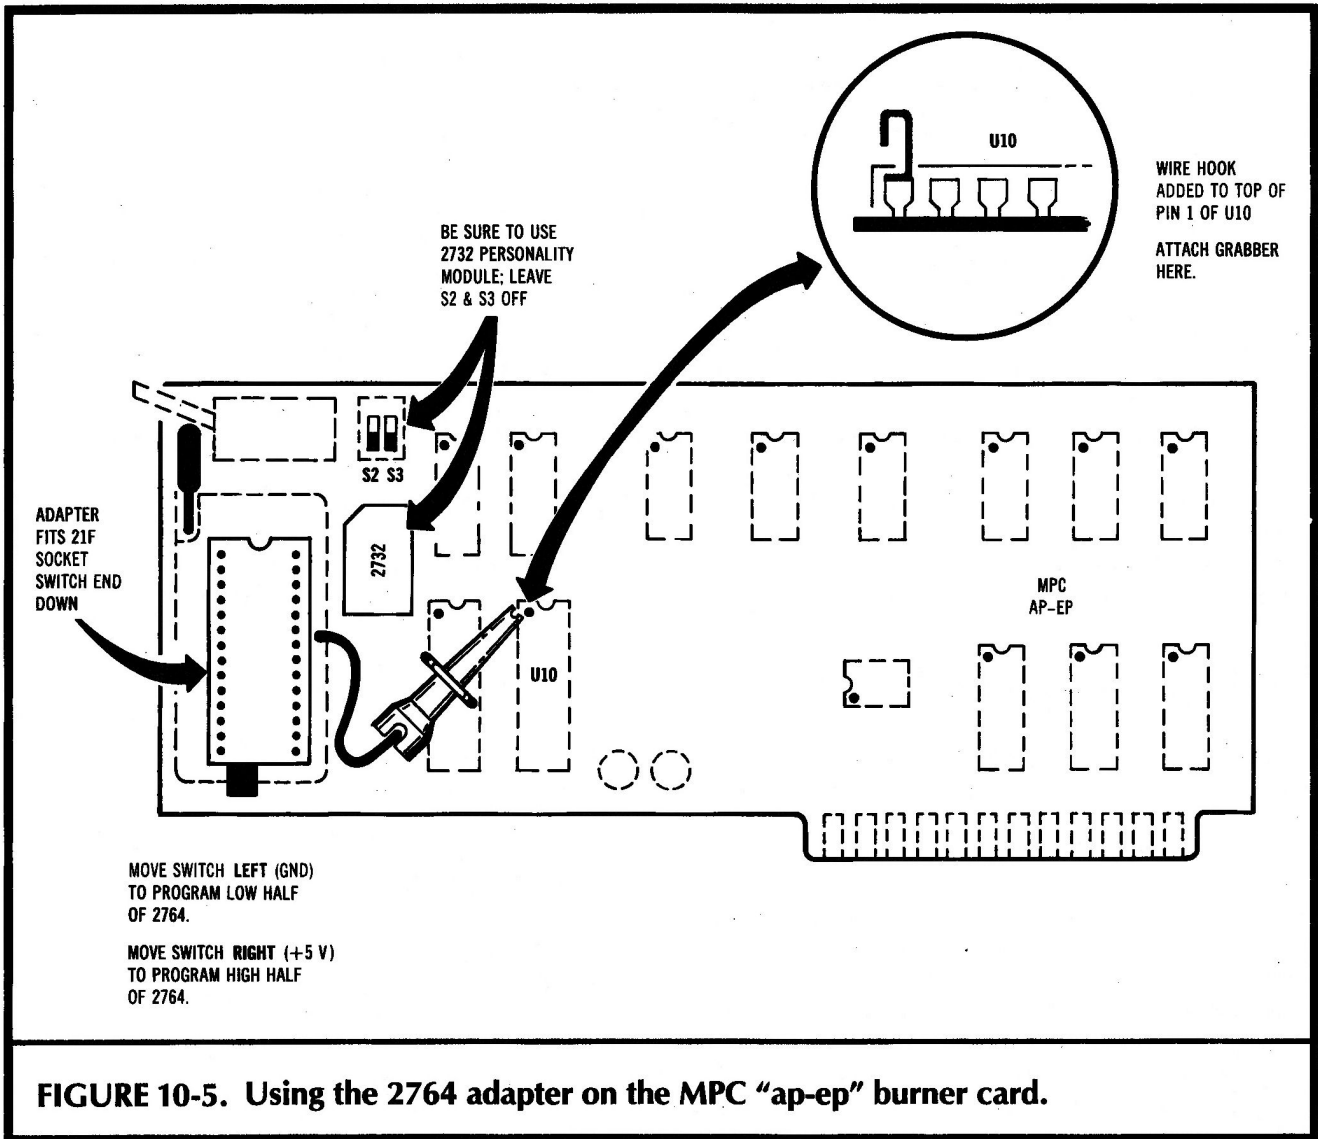 U10
WIRE HOOK
ADDED TO TOP OF
PIN 1 OF U10
ATTACH GRABBER
HERE.
BE SURE TO USE
2732 PERSONALITY
MODULE; LEAVE
S2 & S3 OFF
S2 S3
ADAPTER
FITS 21F
SOCKET
SWITCH END
DOWN
2732
MPC
AP-EP
U10
MOVE SWITCH LEFT (GND)
TO PROGRAM LOW HALF
OF 2764.
MOVE SWITCH RIGHT (+5 V)
TO PROGRAM HIGH HALF
OF 2764.
FIGURE 10-5. Using the 2764 adapter on the MPC “ap-ep” burner card.